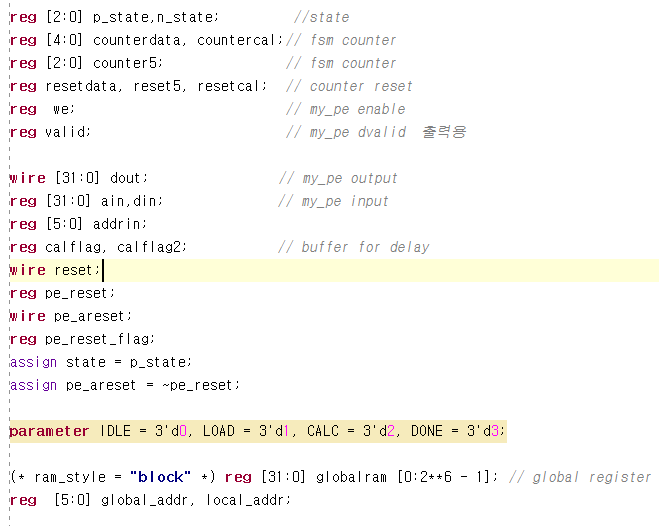 reg [2:0] p_state,n_state; //state
reg [4:0] counterdata, countercal; // fsm counter
reg [2:0] counter5; // fsm counter
reg resetdata, reset5, resetcal; // counter reset
reg we; // my_pe enable
reg valid; // my_pe dvalid 출력용
wire [31:0] dout; // my_pe output
reg [31:0] ain,din; // my_pe input
reg [5:0] addrin;
reg calflag, calflag2; // buffer for delay
wire reset;
reg pe_reset;
wire pe_areset;
reg pe_reset_flag;
assign state = p_state;
assign pe_areset = ~pe_reset;
parameter IDLE = 3'd0, LOAD = 3'd1, CALC = 3'd2, DONE = 3'd3;
(* ram_style = "block" *) reg [31:0] globalram [0:2**6 - 1]; // global register
reg [5:0] global_addr, local_addr;